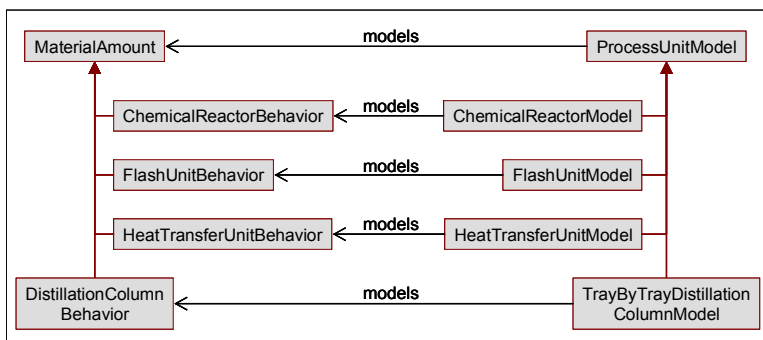 models
MaterialAmount
ProcessUnitModel
models
ChemicalReactorBehavior
ChemicalReactorModel
models
FlashUnitBehavior
FlashUnitModel
models
HeatTransferUnitBehavior
HeatTransferUnitModel
models
DistillationColumn
Behavior
TrayByTrayDistillation
ColumnModel